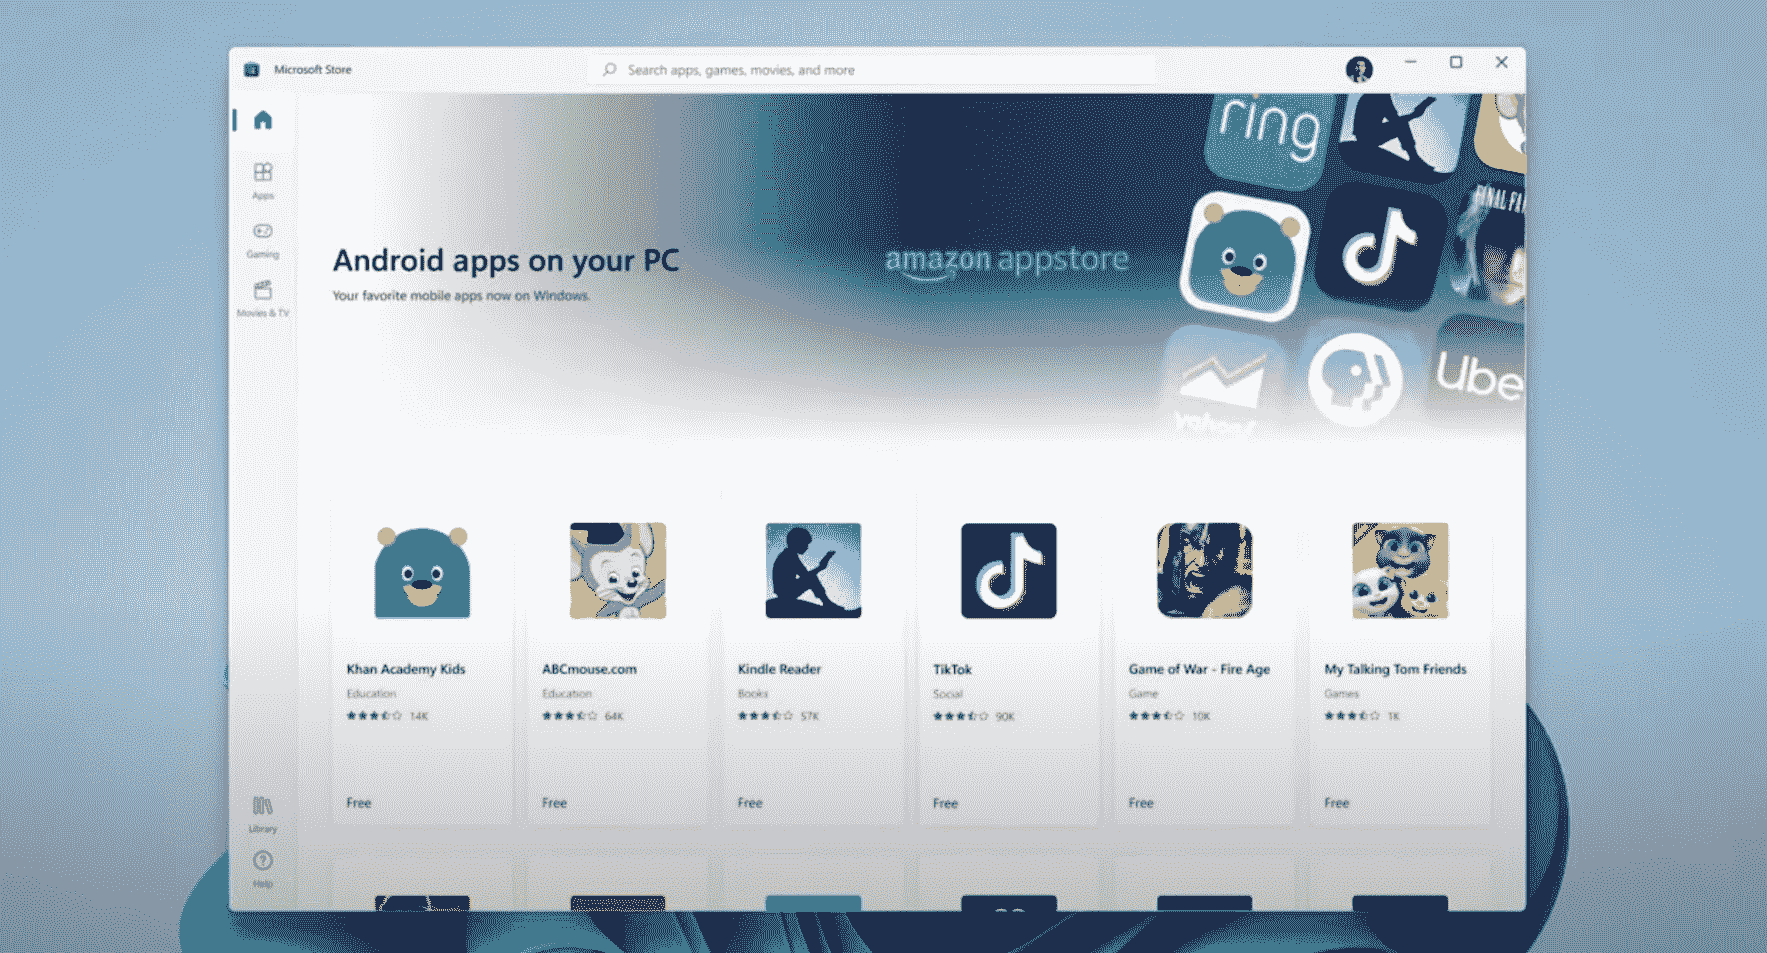 Microsoft Store
Search apps, games, movies, and more
Apps
Gaming
Movies & TV
Library
Help
Android apps on your PC
Your favorite mobile apps now on Windows.
amazon appstore
ring
FINAL FA
yahoo!
Ube
Khan Academy Kids
Education
14K
Free
ABCmouse.com
Education
64K
Free
Kindle Reader
Books
57K
Free
TikTok
Social
90K
Free
Game of War - Fire Age
Game
10K
Free
My Talking Tom Friends
Games
1K
Free